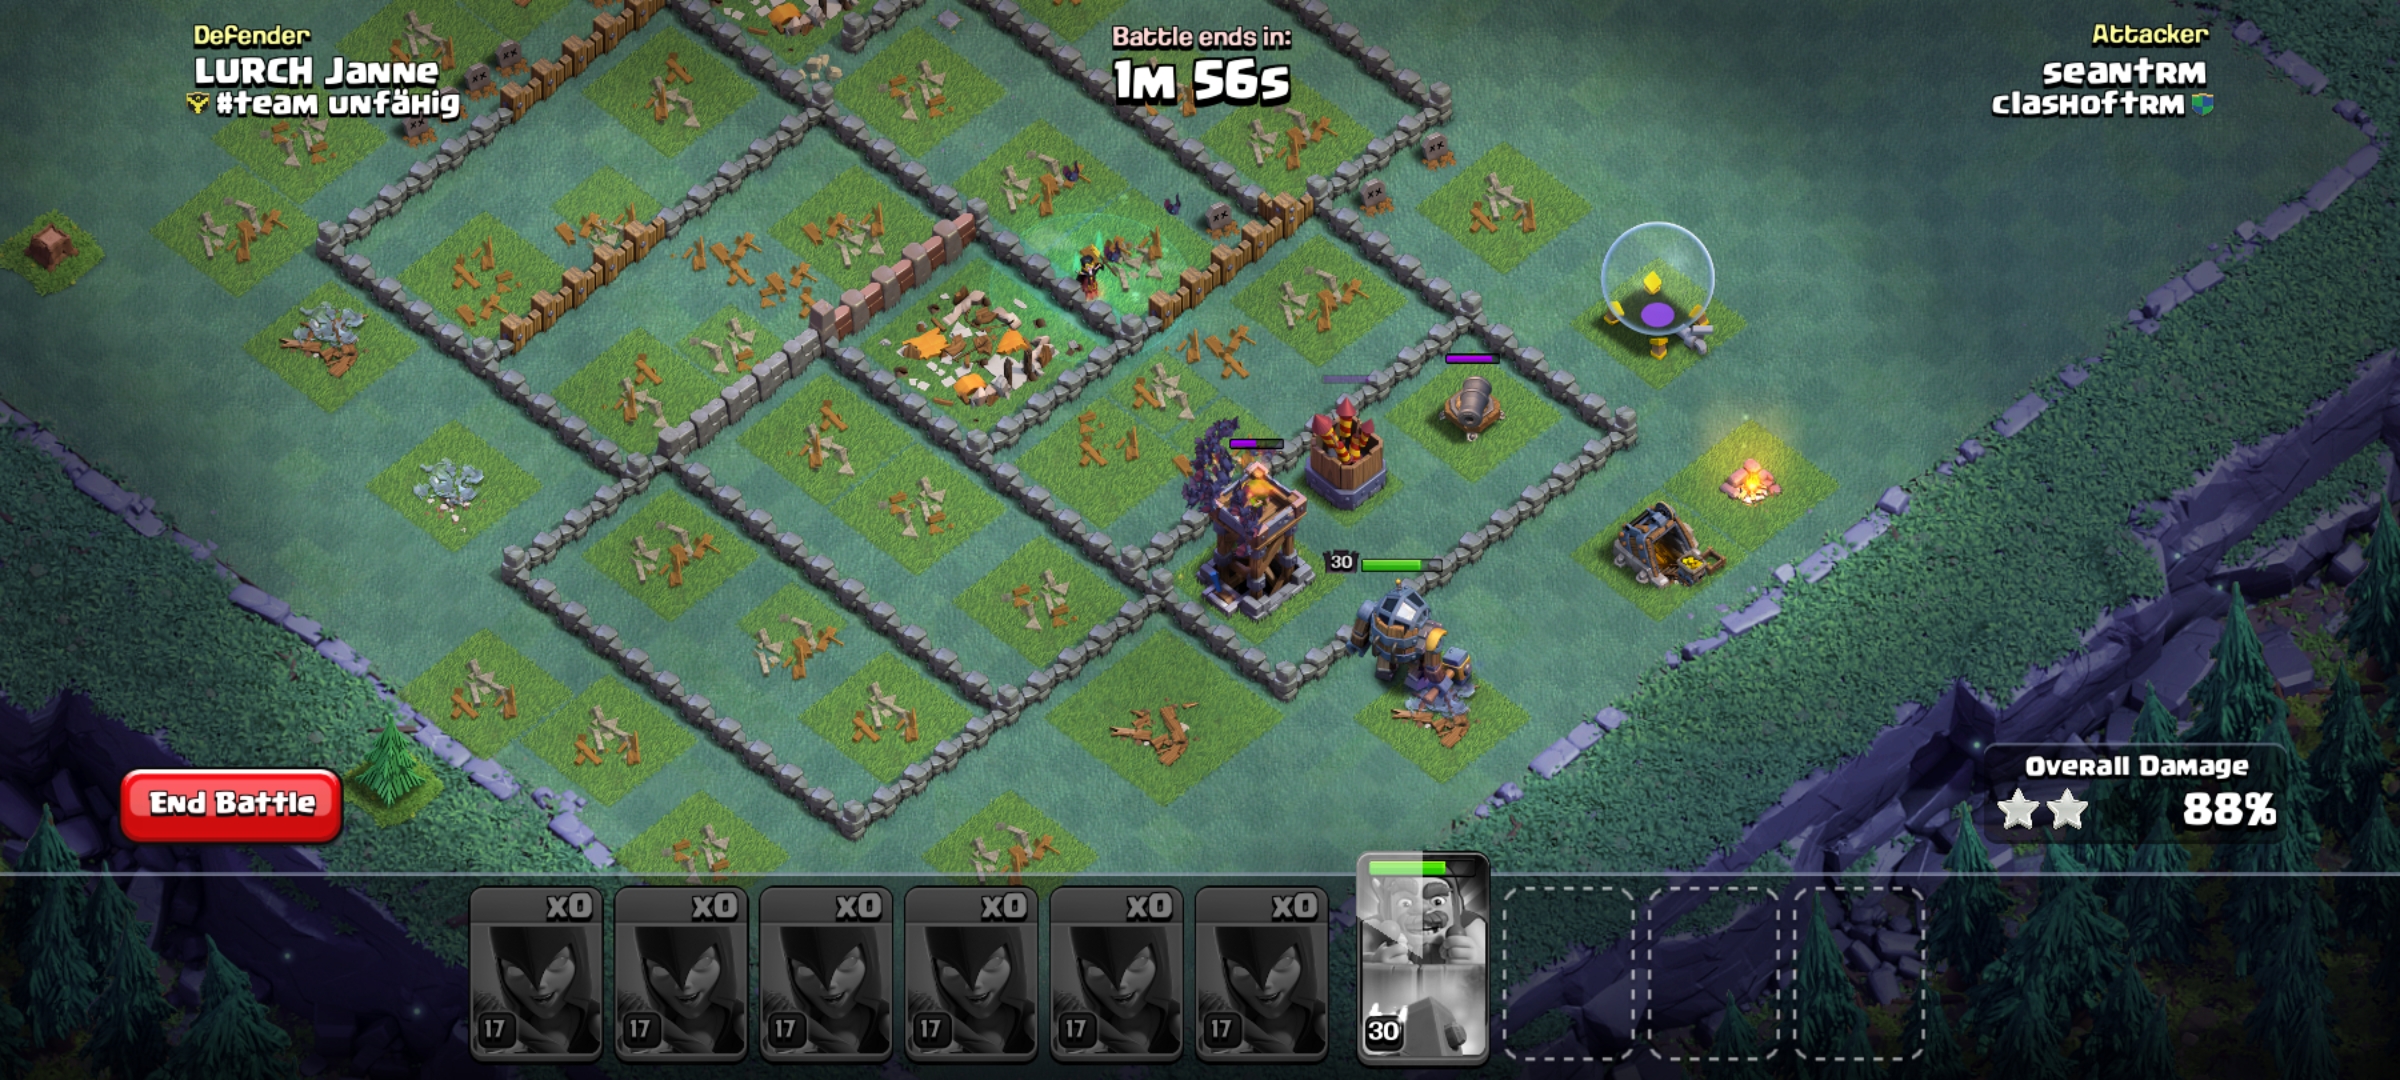 Defender
LURCH Janne
#team unfähig
Battle ends in:
1M 56s
Attacker
seantRM
clashoftRM
30
End Battle
Overall Damage
88%
x0
x0
x0
x0
x0
x0
17
17
17
17
17
17
30